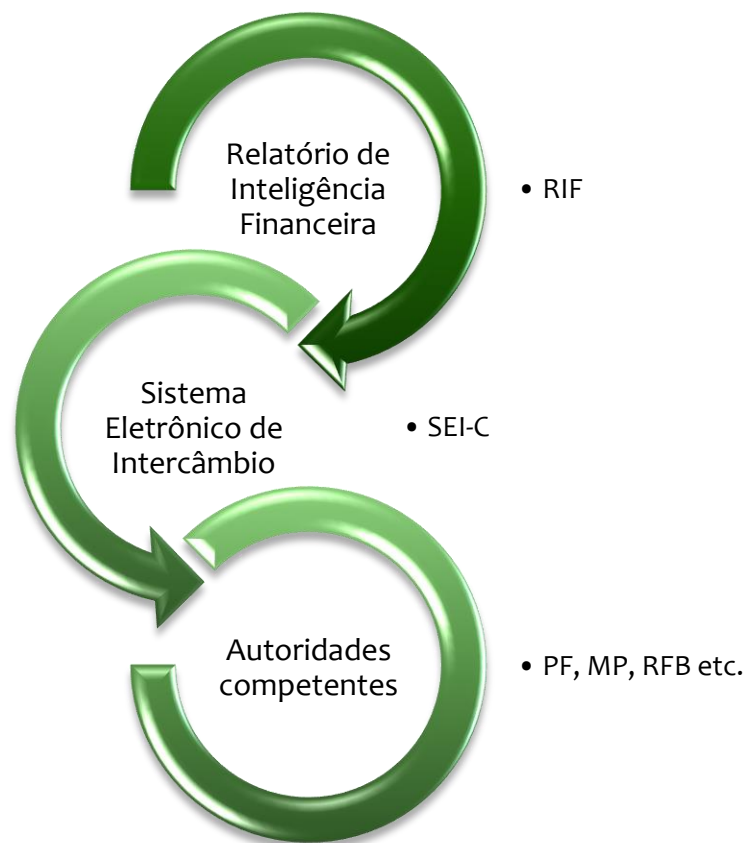 Relatório de
Inteligência
Financeira
• RIF
Sistema
Eletrônico de
Intercâmbio
• SEI-C
Autoridades
competentes
• PF, MP, RFB etc.